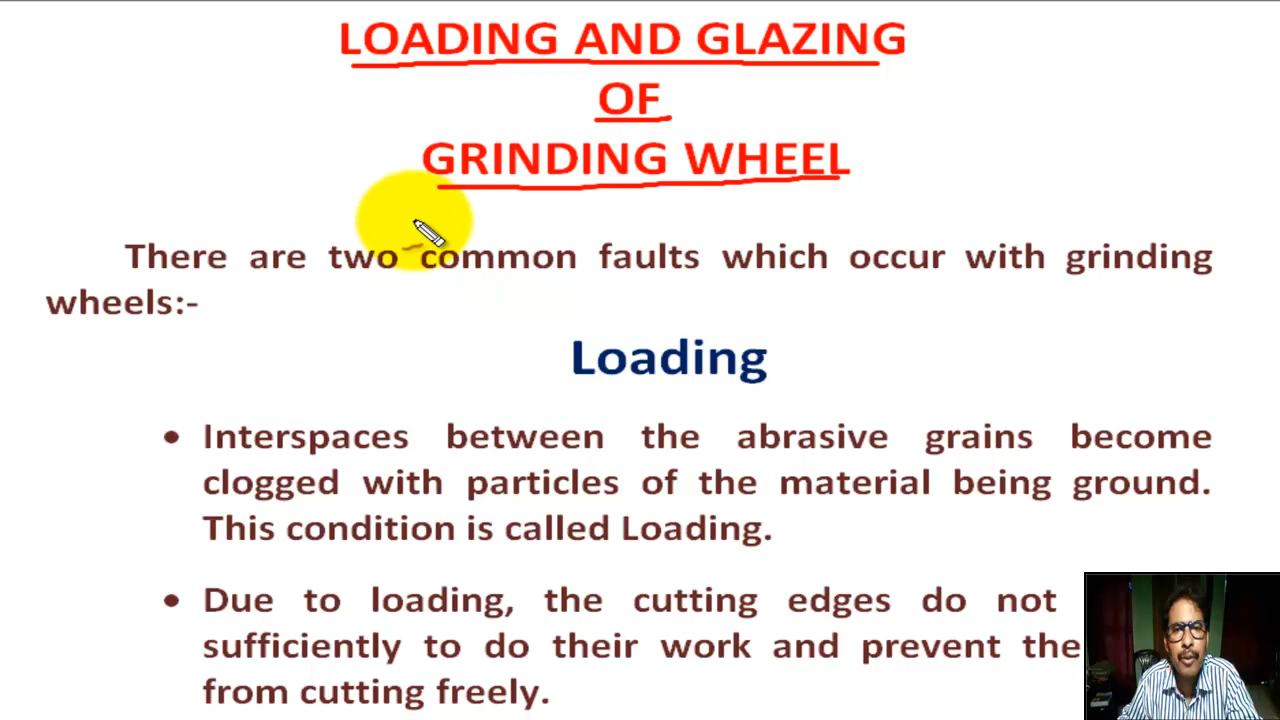 LOADING AND GLAZING
OF
GRINDING WHEEL
There are two common faults which occur with grinding
wheels:-
Loading
• Interspaces between the abrasive grains become
clogged with particles of the material being ground.
This condition is called Loading.
• Due to loading, the cutting edges do not
sufficiently to do their work and prevent the
from cutting freely.